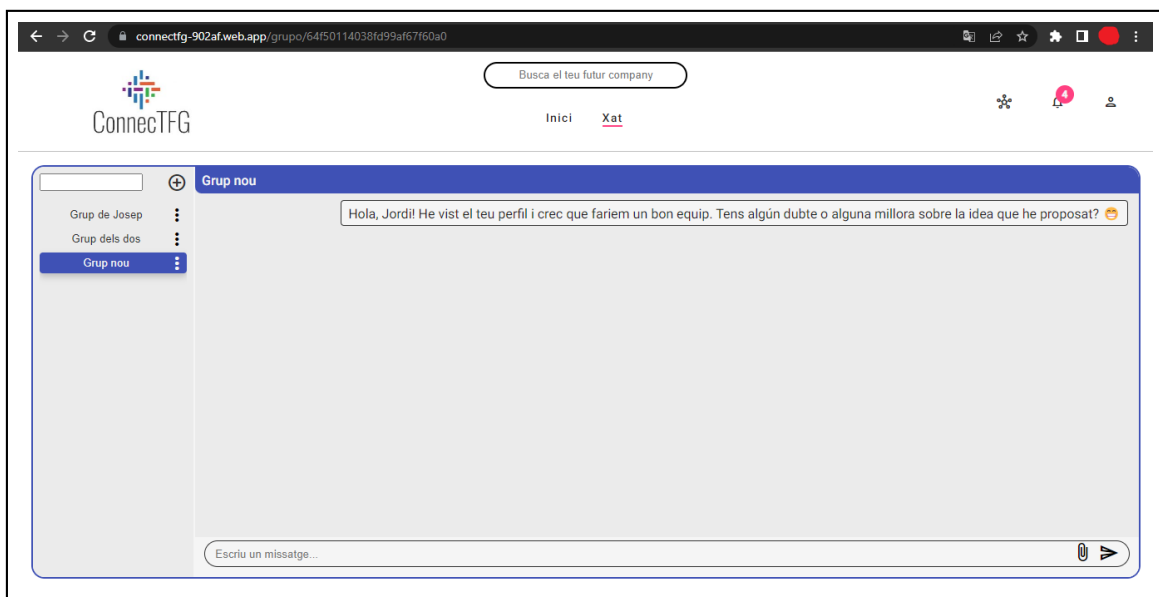 connectfg-902af.web.app/grupo/64f50114038fd99af67f60a0
ConnecTFG
Busca el teu futur company
Inici Xat
4
Grup nou
Grup de Josep
Grup dels dos
Grup nou
Hola, Jordi! He vist el teu perfil i crec que fariem un bon equip. Tens algún dubte o alguna millora sobre la idea que he proposat? 😁
Escriu un missatge...